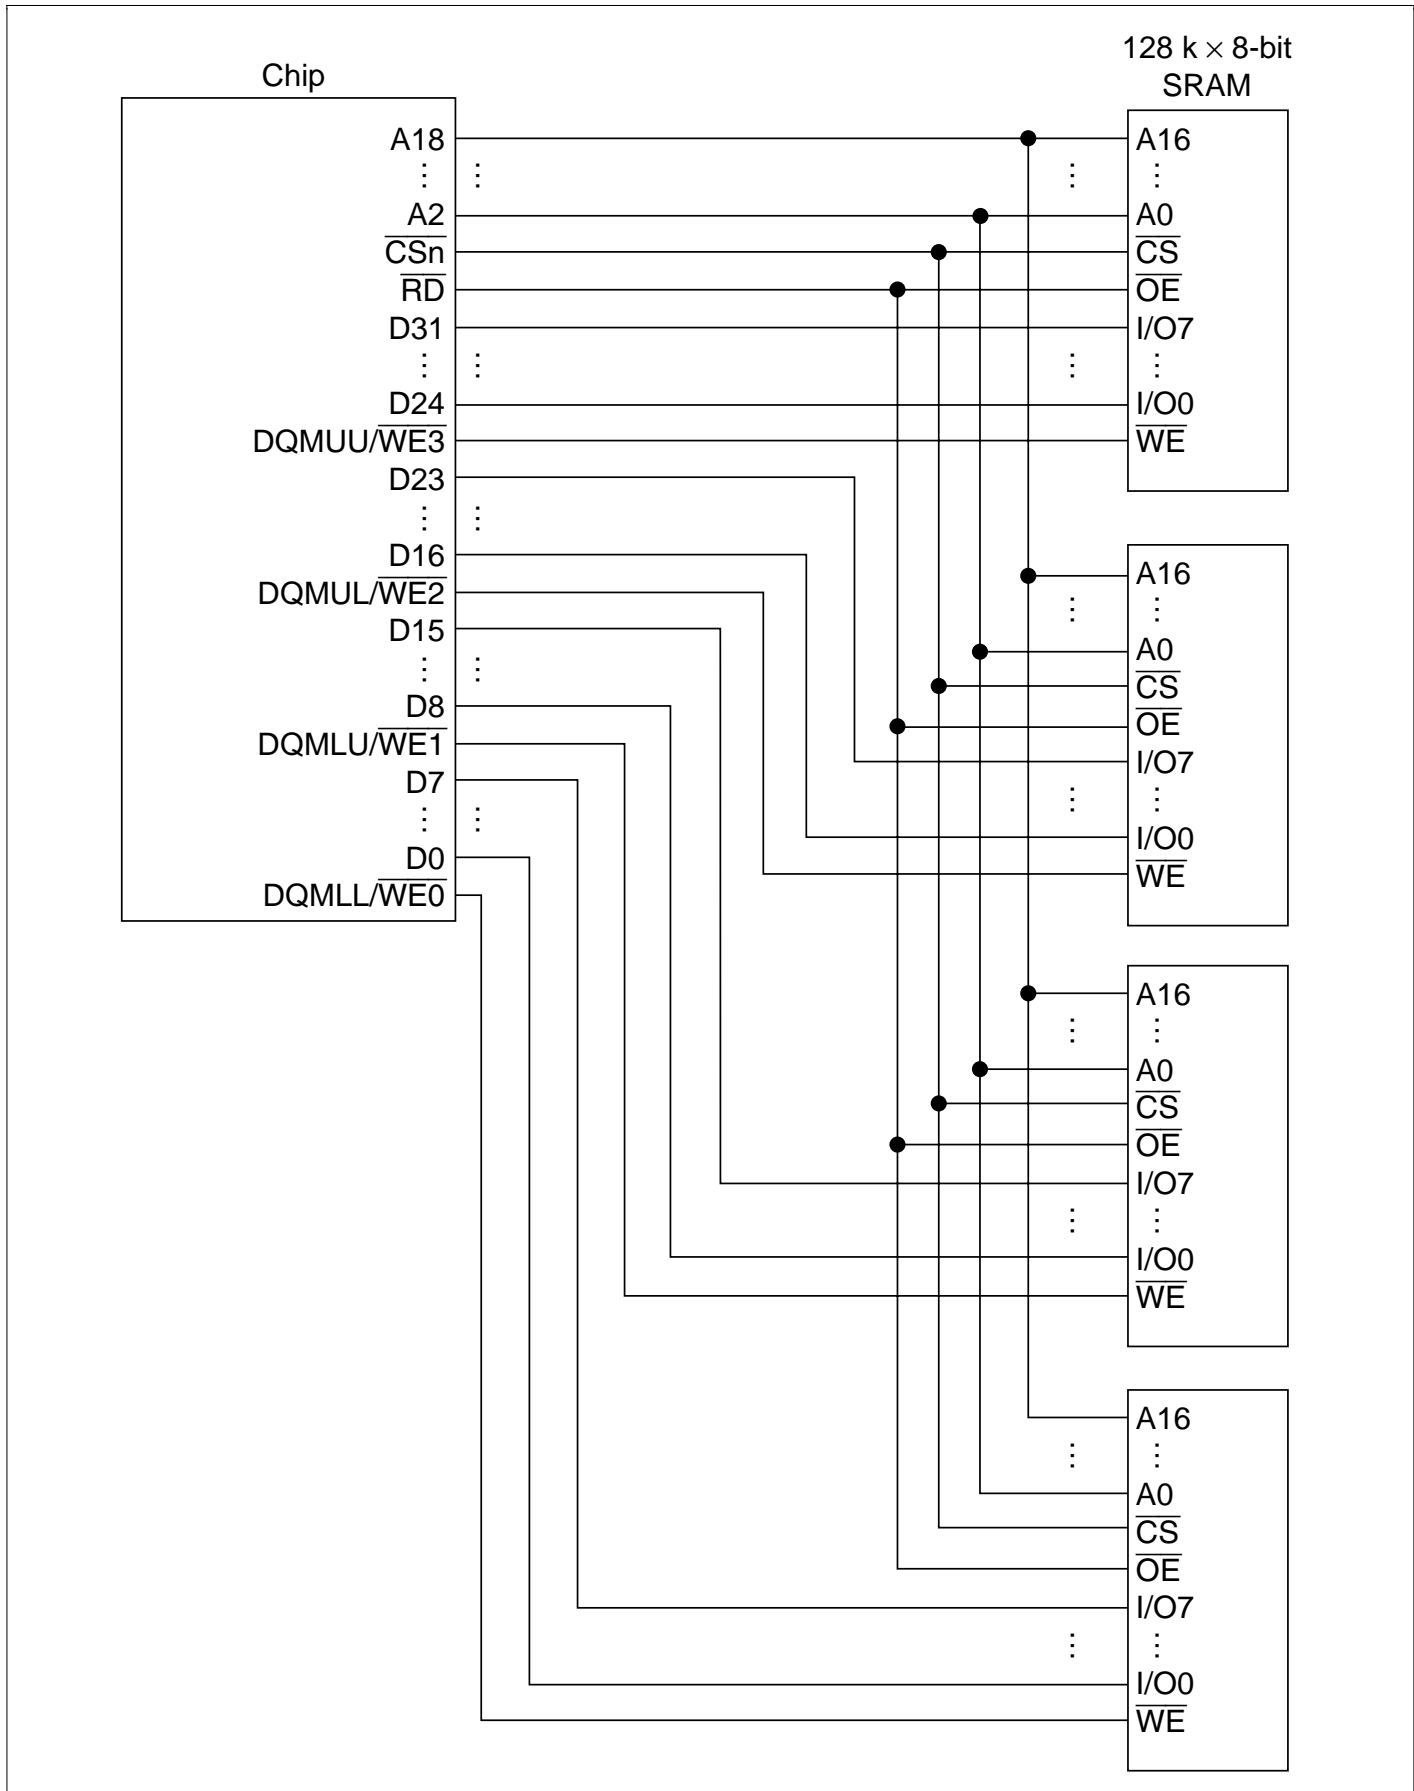 Chip
A18
A2
CSn
RD
D31
D24
DQMUU/WE3
D23
D16
DQMUL/WE2
D15
D8
DQMLU/WE1
D7
D0
DQMLL/WE0
128 k × 8-bit
SRAM
A16
A0
CS
OE
I/O7
I/O0
WE
A16
A0
CS
OE
I/O7
I/O0
WE
A16
A0
CS
OE
I/O7
I/O0
WE
A16
A0
CS
OE
I/O7
I/O0
WE